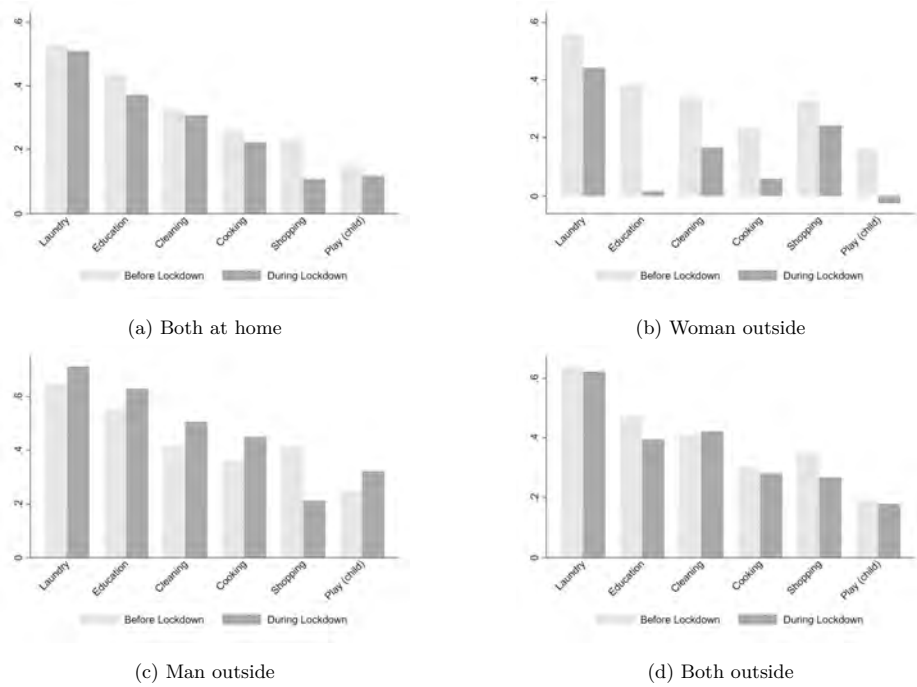 .6
.4
.2
0
Laundry Education Cleaning Cooking Shopping Play (child)
Before Lockdown During Lockdown
(a) Both at home
.6
.4
.2
0
Laundry Education Cleaning Cooking Shopping Play (child)
Before Lockdown During Lockdown
(b) Woman outside
.6
.4
.2
0
Laundry Education Cleaning Cooking Shopping Play (child)
Before Lockdown During Lockdown
(c) Man outside
.6
.4
.2
0
Laundry Education Cleaning Cooking Shopping Play (child)
Before Lockdown During Lockdown
(d) Both outside